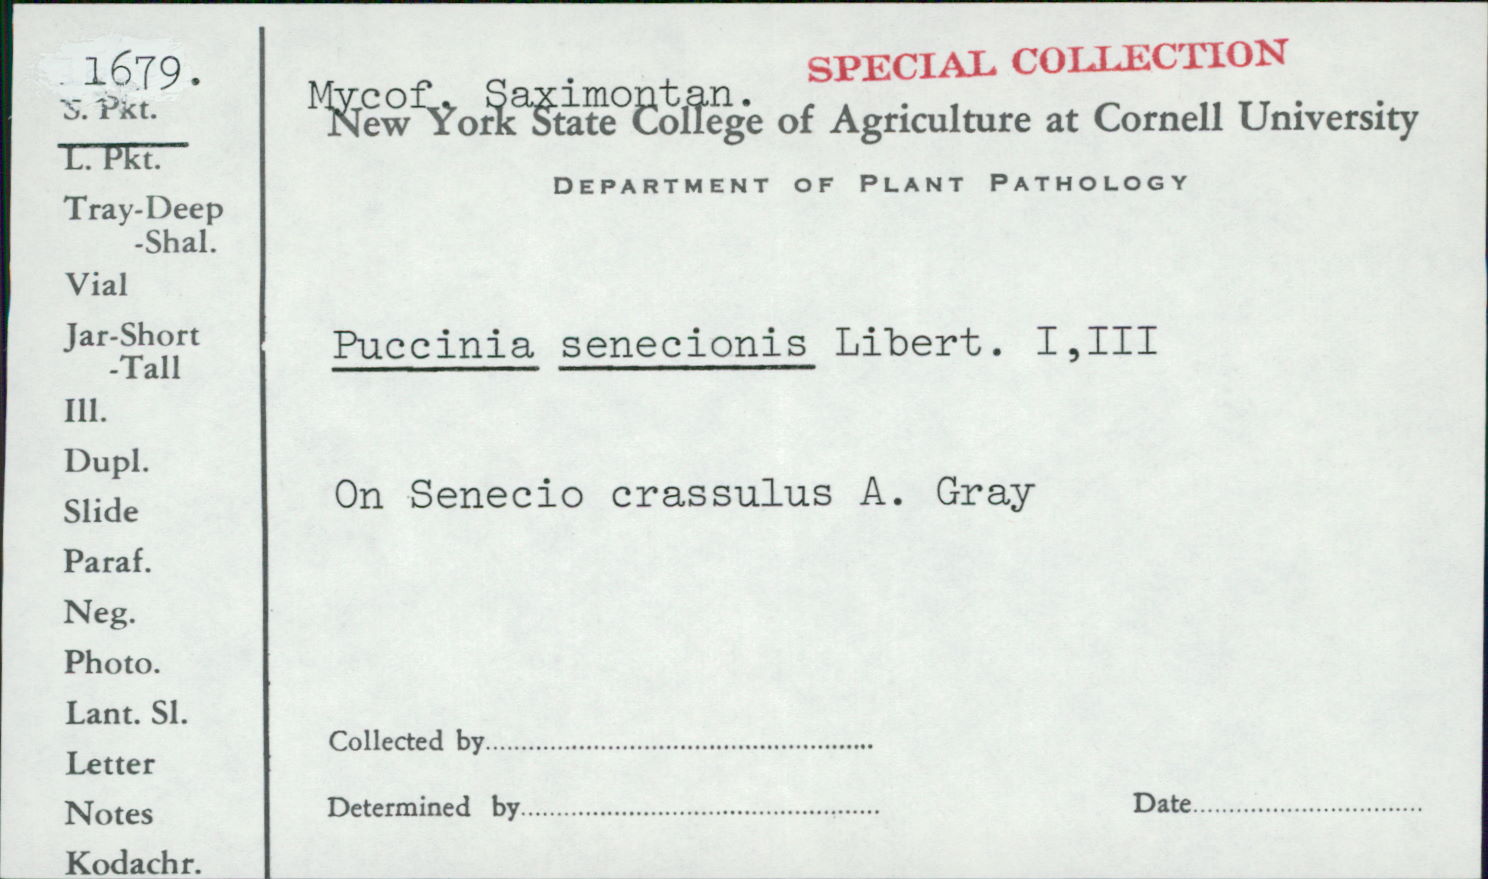 1679.
S. Pkt.
L. Pkt.
Tray-Deep
-Shal.
Vial
Jar-Short
-Tall
Ill.
Dupl.
Slide
Paraf.
Neg.
Photo.
Lant. Sl.
Letter
Notes
Kodachr.
SPECIAL COLLECTION
Mycof. Saximontan.
New York State College of Agriculture at Cornell University
DEPARTMENT OF PLANT PATHOLOGY
Puccinia senecionis Libert. I,III
On Senecio crassulus A. Gray
Collected by
Determined by
Date